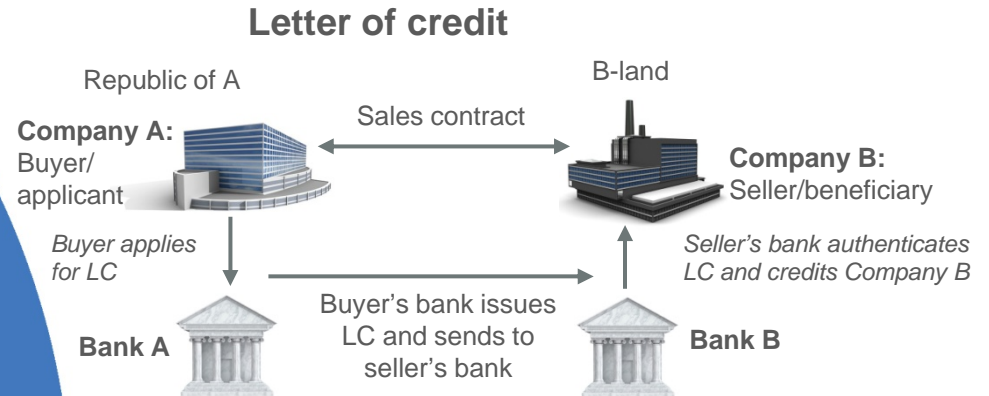 Letter of credit
Republic of A
B-land
Company A:
Buyer/
applicant
Sales contract
Company B:
Seller/beneficiary
Buyer applies
for LC
Seller's bank authenticates
LC and credits Company B
Bank A
Buyer's bank issues
LC and sends to
seller's bank
Bank B